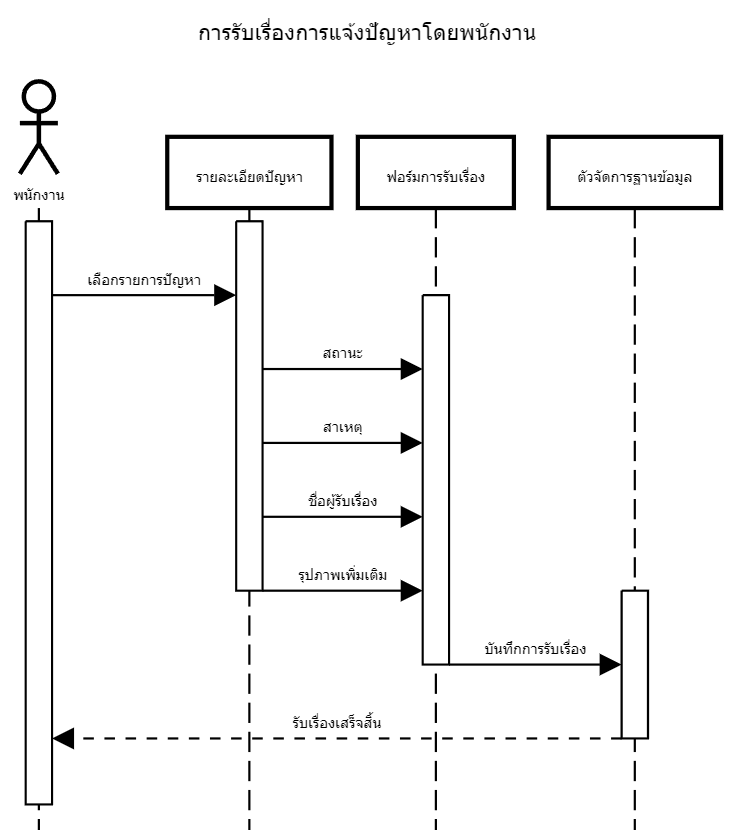 การรับเรื่องการแจ้งปัญหาโดยพนักงาน
พนักงาน
รายละเอียดปัญหา
ฟอร์มการรับเรื่อง
ตัวจัดการฐานข้อมูล
เลือกรายการปัญหา
สถานะ
สาเหตุ
ชื่อผู้รับเรื่อง
รุปภาพเพิ่มเติม
บันทึกการรับเรื่อง
รับเรื่องเสร็จสิ้น